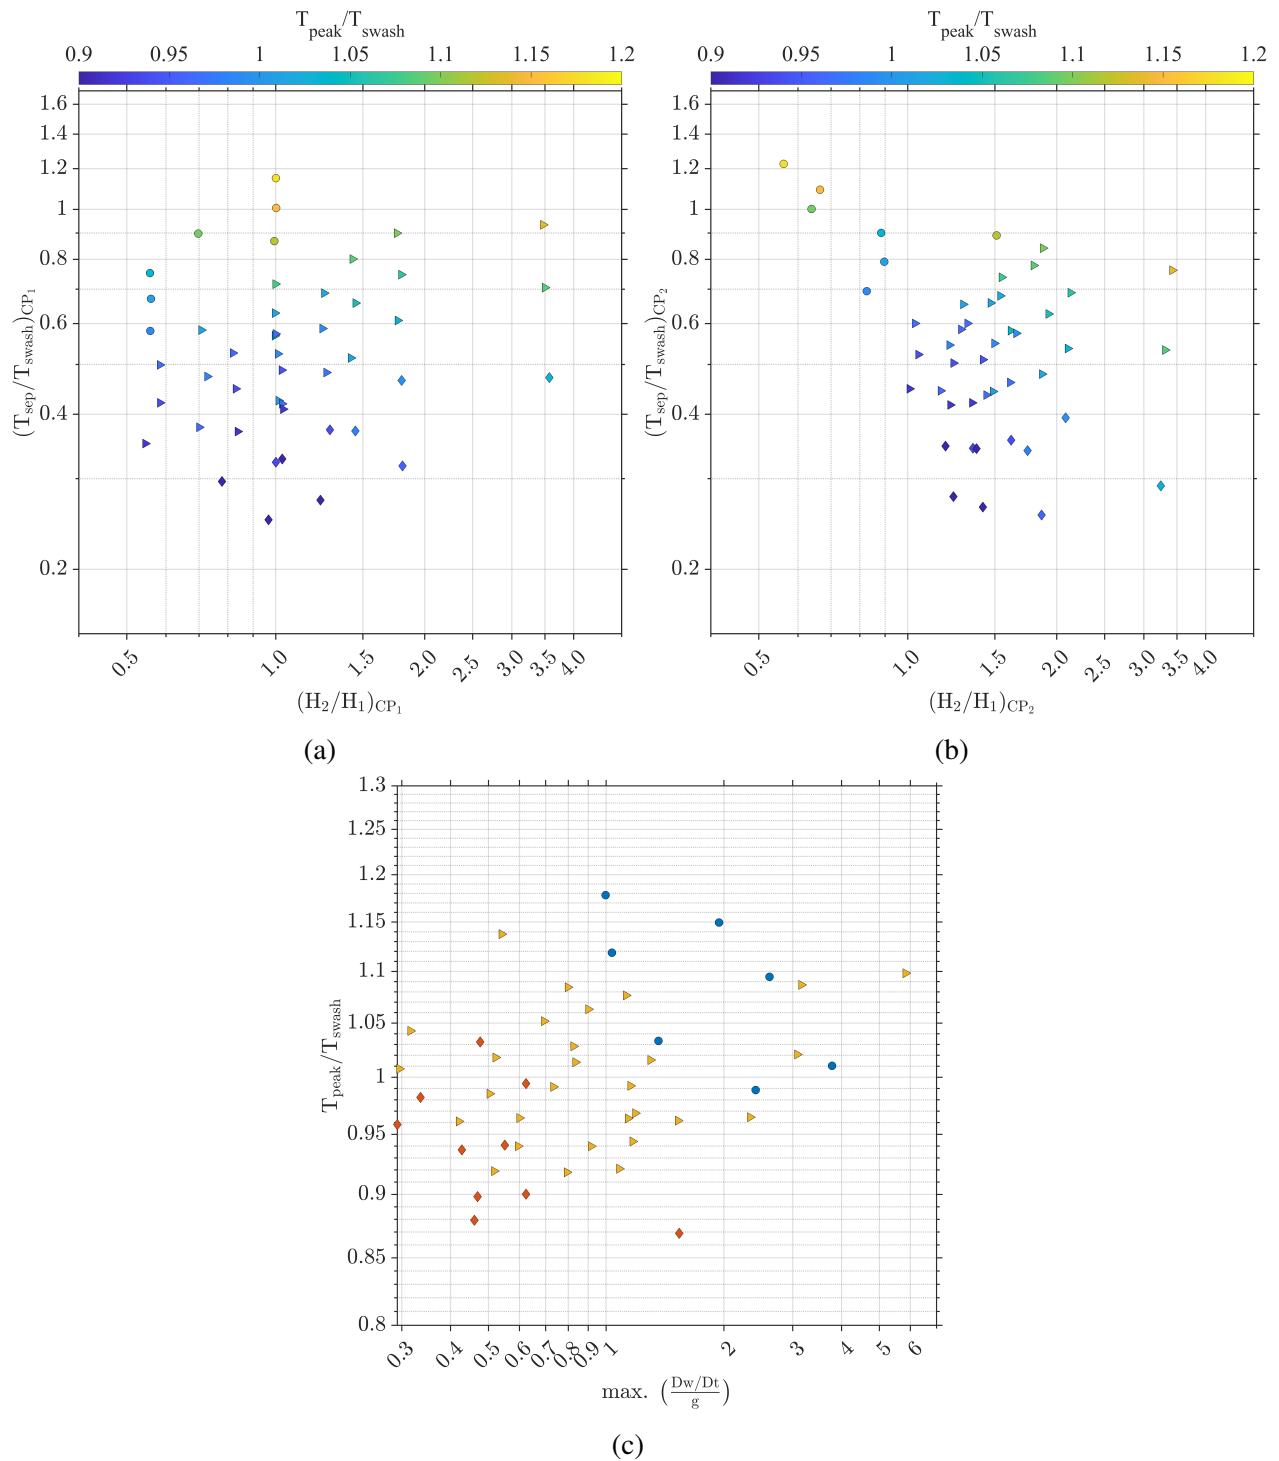 T_peak/T_swash
0.9 0.95 1 1.05 1.1 1.15 1.2
1.6
1.4
1.2
1
0.8
0.6
0.4
0.2
(T_sep/T_swash)_CP_1
0.5 1.0 1.5 2.0 2.5 3.0 3.5 4.0
(H_2/H_1)_CP_1
(a)
T_peak/T_swash
0.9 0.95 1 1.05 1.1 1.15 1.2
1.6
1.4
1.2
1
0.8
0.6
0.4
0.2
(T_sep/T_swash)_CP_2
0.5 1.0 1.5 2.0 2.5 3.0 3.5 4.0
(H_2/H_1)_CP_2
(b)
1.3
1.25
1.2
1.15
1.1
1.05
1
0.95
0.9
0.85
0.8
T_peak/T_swash
0.3 0.4 0.5 0.6 0.7 0.8 0.9 1 2 3 4 5 6
max. (Dw/Dt / g)
(c)